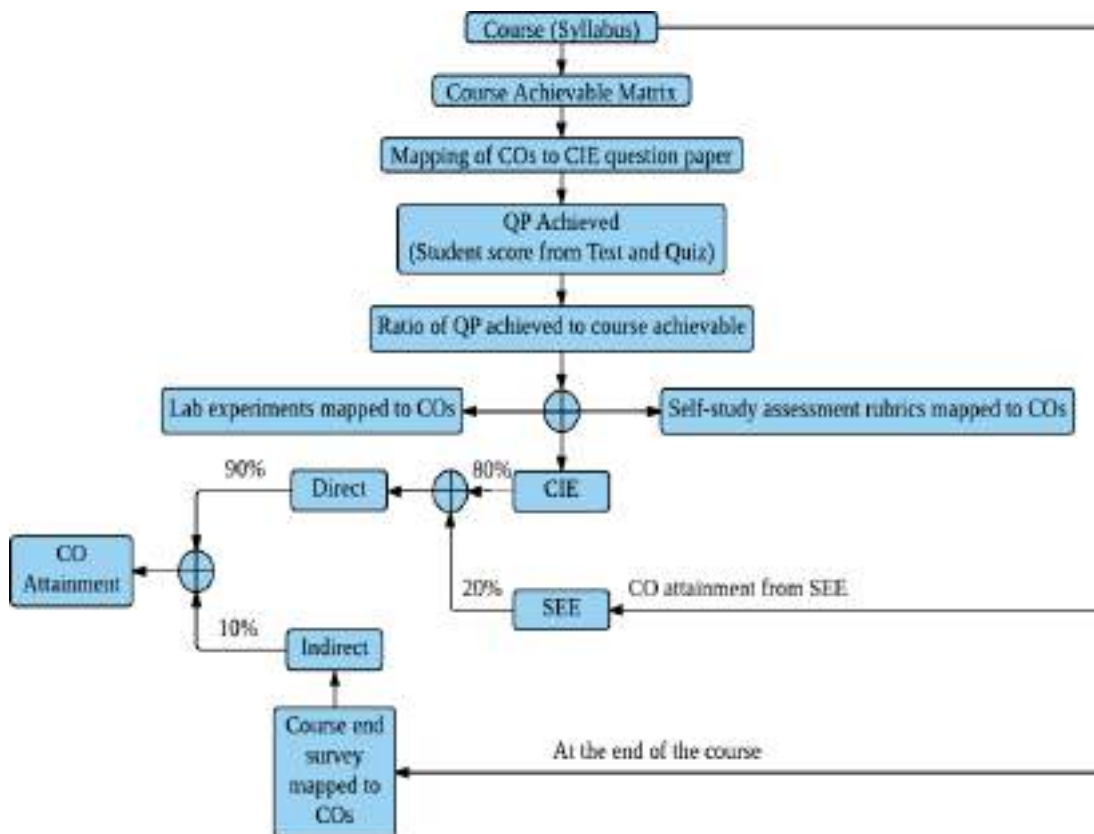 Course (Syllabus)
Course Achievable Matrix
Mapping of COs to CIE question paper
QP Achieved
(Student score from Test and Quiz)
Ratio of QP achieved to course achievable
Lab experiments mapped to COs
Self-study assessment rubrics mapped to COs
90%
Direct
80%
CIE
CO
Attainment
20%
SEE
CO attainment from SEE
10%
Indirect
Course end
survey
mapped to
COs
At the end of the course